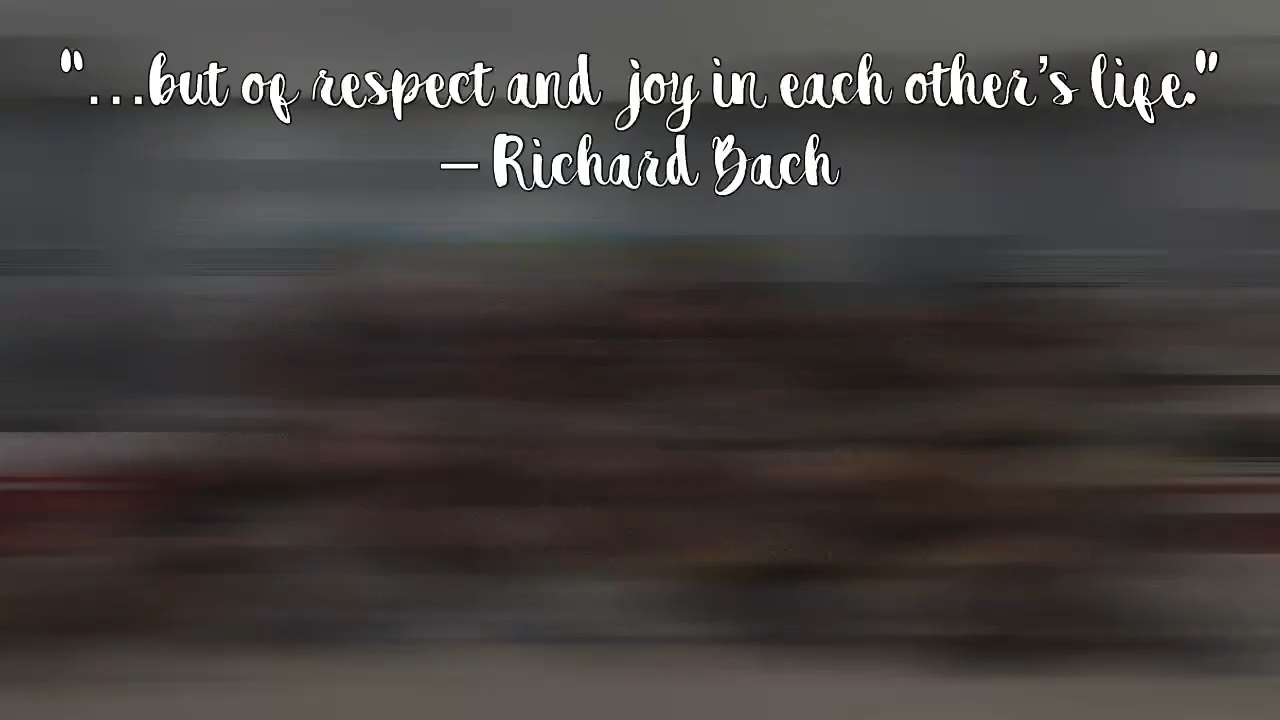 "...but of respect and joy in each other's life."
– Richard Bach